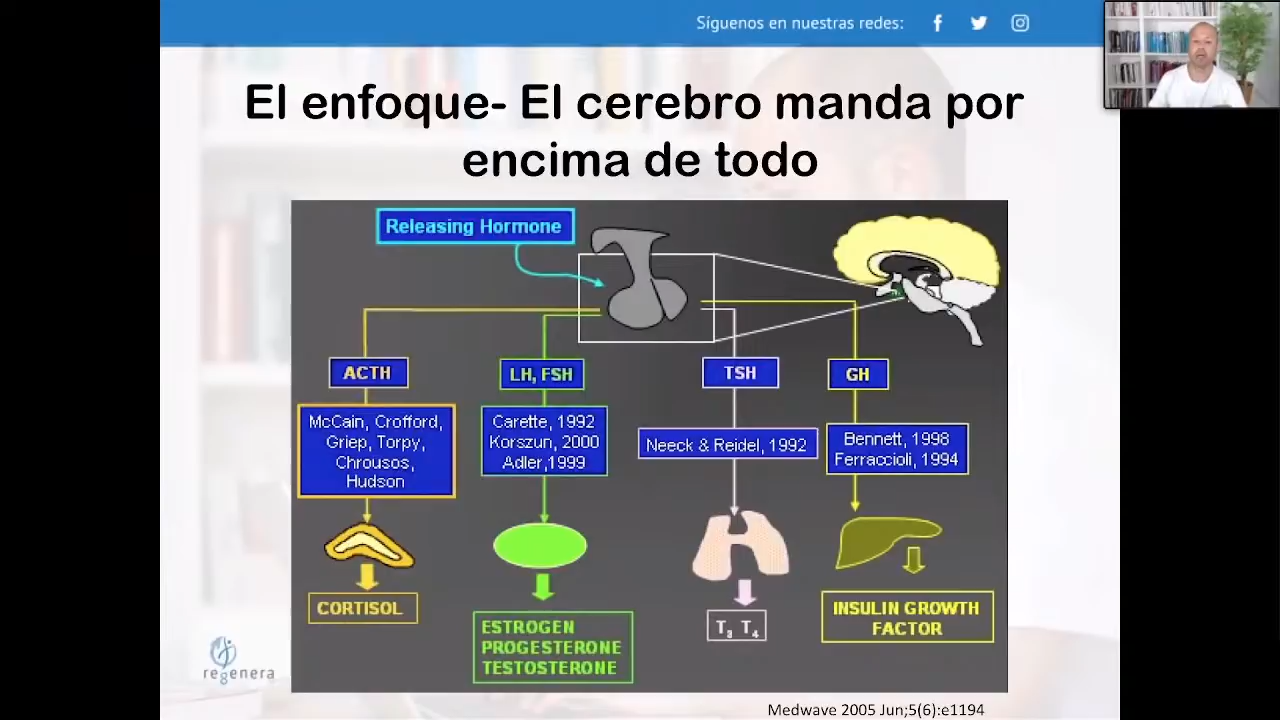 Síguenos en nuestras redes:
El enfoque- El cerebro manda por
encima de todo
Releasing Hormone
ACTH
LH, FSH
TSH
GH
McCain, Crofford,
Griep, Torpy,
Chrousos,
Hudson
Carette, 1992
Korszun, 2000
Adler,1999
Neeck & Reidel, 1992
Bennett, 1998
Ferraccioli, 1994
CORTISOL
ESTROGEN
PROGESTERONE
TESTOSTERONE
T3 T4
INSULIN GROWTH
FACTOR
regenera
Medwave 2005 Jun;5(6):e1194